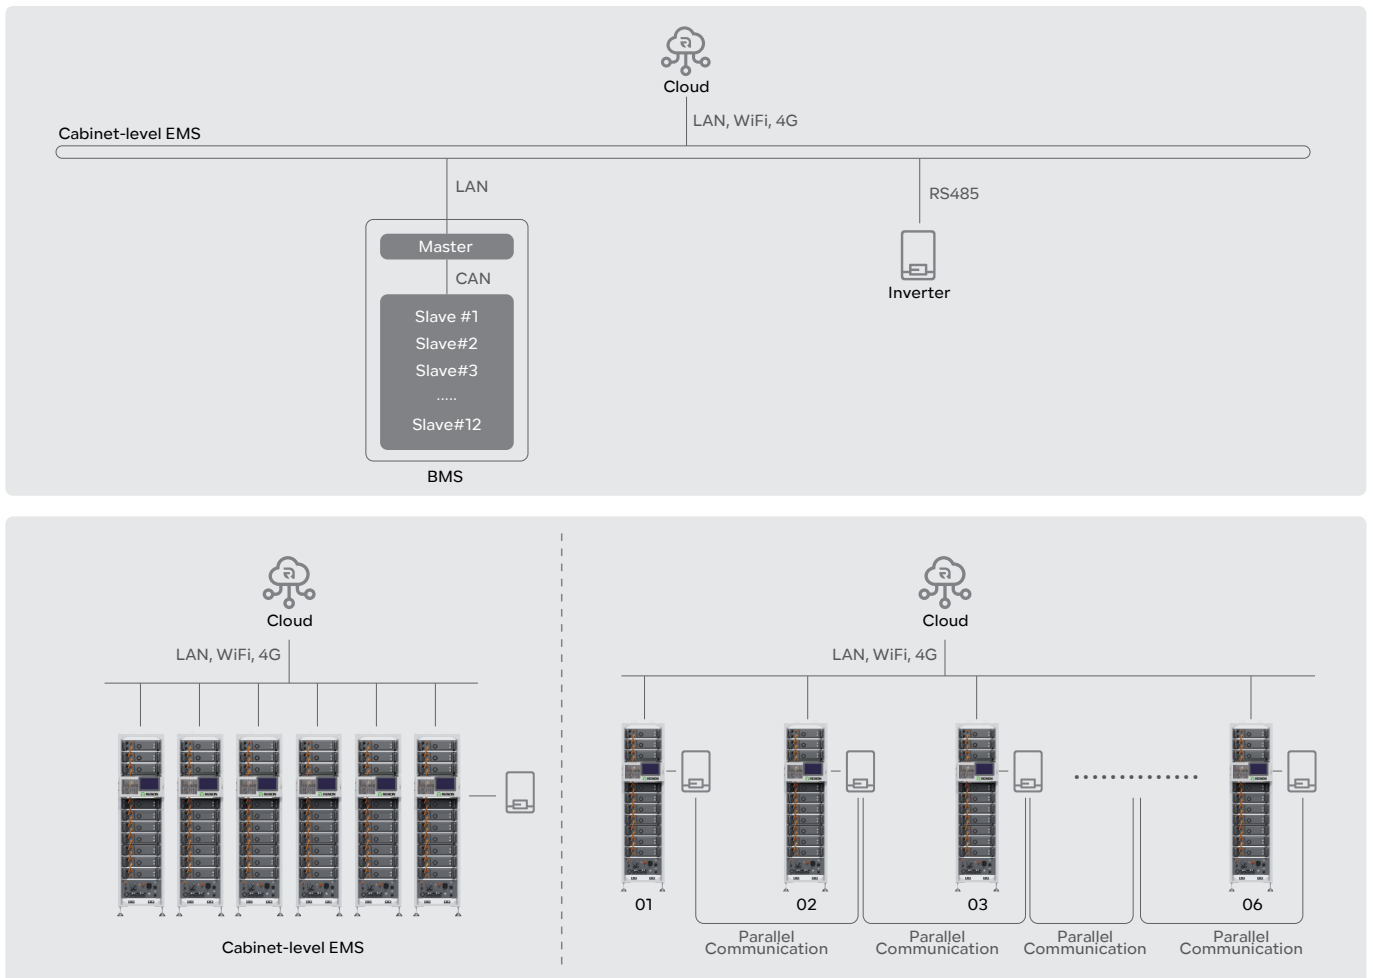 Cloud
LAN, WiFi, 4G
Cabinet-level EMS
LAN
RS485
Master
CAN
Slave #1
Slave#2
Slave#3
.....
Slave#12
BMS
Inverter
Cloud
LAN, WiFi, 4G
Cabinet-level EMS
Cloud
LAN, WiFi, 4G
01
02
03
06
Parallel
Communication
Parallel
Communication
Parallel
Communication
Parallel
Communication